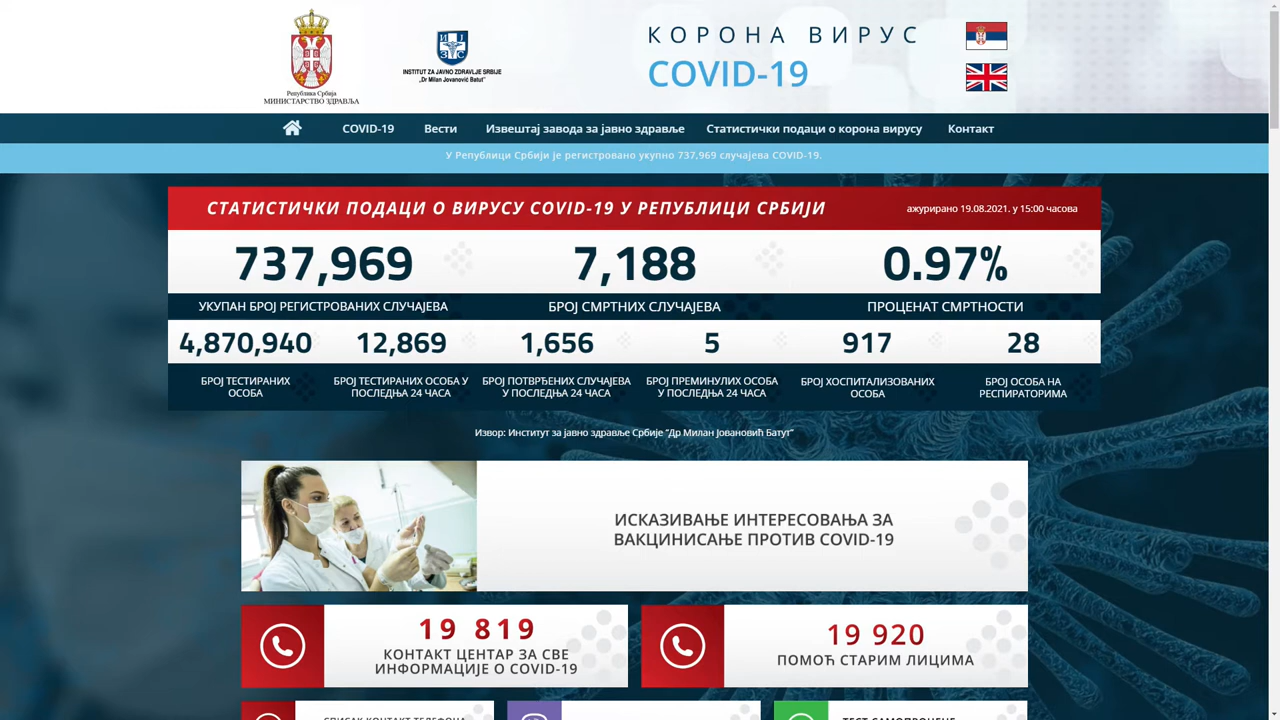 Република Србија
МИНИСТАРСТВО ЗДРАВЉА
ИЈ
ЗС
INSTITUT ZA JAVNO ZDRAVLJE SRBIJE
„Dr Milan Jovanović Batut“
КОРОНА ВИРУС
COVID-19
COVID-19 Вести Извештај завода за јавно здравље Статистички подаци о корона вирусу Контакт
У Републици Србији је регистровано укупно 737,969 случајева COVID-19.
СТАТИСТИЧКИ ПОДАЦИ О ВИРУСУ COVID-19 У РЕПУБЛИЦИ СРБИЈИ
ажурирано 19.08.2021. у 15:00 часова
737,969 7,188 0.97%
УКУПАН БРОЈ РЕГИСТРОВАНИХ СЛУЧАЈЕВА БРОЈ СМРТНИХ СЛУЧАЈЕВА ПРОЦЕНАТ СМРТНОСТИ
4,870,940 12,869 1,656 5 917 28
БРОЈ ТЕСТИРАНИХ БРОЈ ТЕСТИРАНИХ ОСОБА У БРОЈ ПОТВРЂЕНИХ СЛУЧАЈЕВА БРОЈ ПРЕМИНУЛИХ ОСОБА БРОЈ ХОСПИТАЛИЗОВАНИХ БРОЈ ОСОБА НА
ОСОБА ПОСЛЕДЊА 24 ЧАСА У ПОСЛЕДЊА 24 ЧАСА У ПОСЛЕДЊА 24 ЧАСА ОСОБА РЕСПИРАТОРИМА
Извор: Институт за јавно здравље Србије "Др Милан Јовановић Батут"
ИСКАЗИВАЊЕ ИНТЕРЕСОВАЊА ЗА
ВАКЦИНИСАЊЕ ПРОТИВ COVID-19
19 819
КОНТАКТ ЦЕНТАР ЗА СВЕ
ИНФОРМАЦИЈЕ О COVID-19
19 920
ПОМОЋ СТАРИМ ЛИЦИМА
СПИСАК КОНТАКТ ТЕЛЕФОНА
ТЕСТ САМОПРОЦЕНЕ